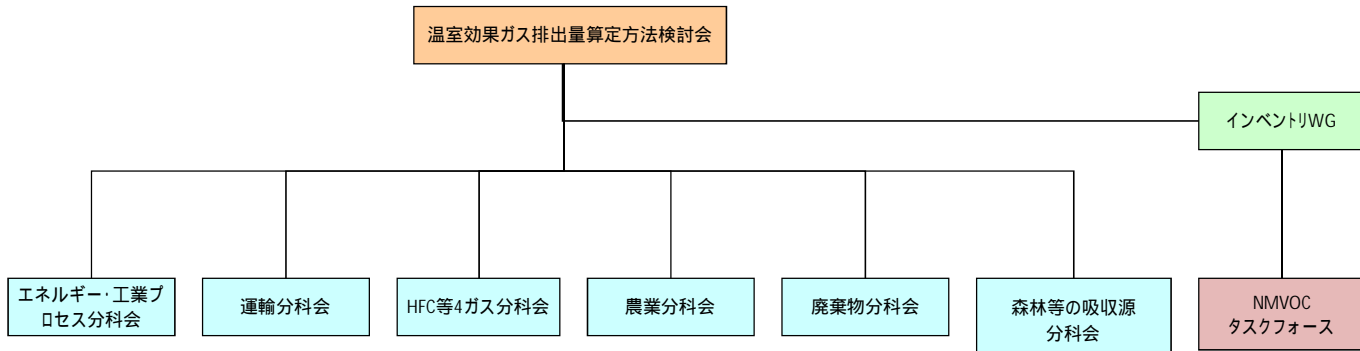 温室効果ガス排出量算定方法検討会
インベントリWG
エネルギー・工業プ
ロセス分科会
運輸分科会
HFC等4ガス分科会
農業分科会
廃棄物分科会
森林等の吸収源
分科会
NMVOC
タスクフォース